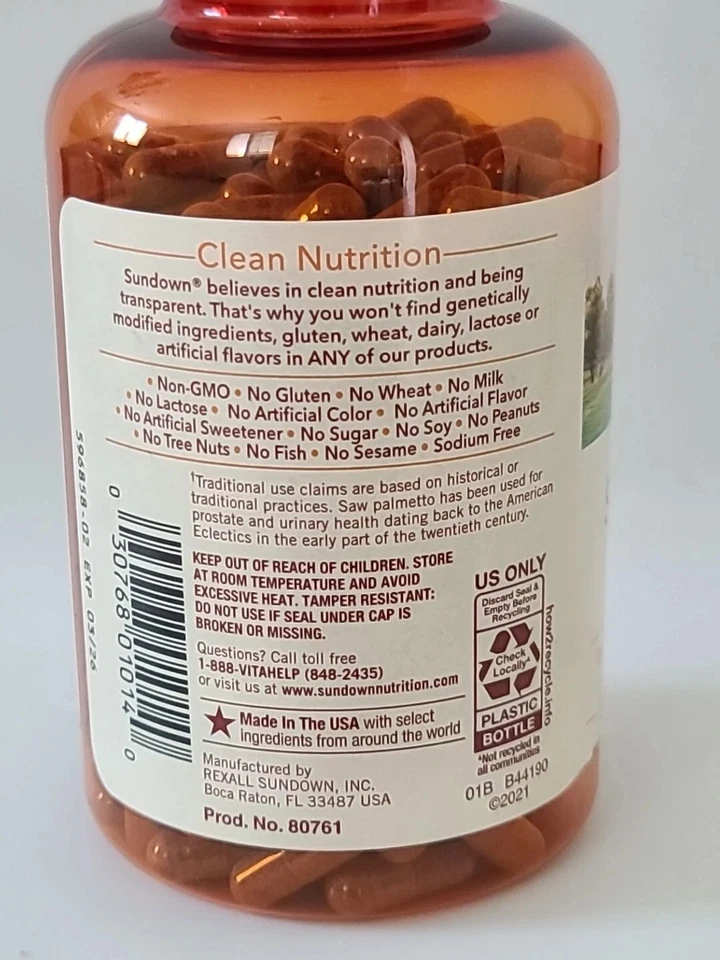 Clean Nutrition
Sundown® believes in clean nutrition and being
transparent. That's why you won't find genetically
modified ingredients, gluten, wheat, dairy, lactose or
artificial flavors in ANY of our products.
• Non-GMO • No Gluten • No Wheat • No Milk
• No Lactose • No Artificial Color • No Artificial Flavor
• No Artificial Sweetener • No Sugar • No Soy • No Peanuts
• No Tree Nuts • No Fish • No Sesame • Sodium Free
†Traditional use claims are based on historical or
traditional practices. Saw palmetto has been used for
prostate and urinary health dating back to the American
Eclectics in the early part of the twentieth century.
KEEP OUT OF REACH OF CHILDREN. STORE
AT ROOM TEMPERATURE AND AVOID
EXCESSIVE HEAT. TAMPER RESISTANT:
DO NOT USE IF SEAL UNDER CAP IS
BROKEN OR MISSING.
Questions? Call toll free
1-888-VITAHELP (848-2435)
or visit us at www.sundownnutrition.com
Made In The USA with select
ingredients from around the world
Manufactured by
REXALL SUNDOWN, INC.
Boca Raton, FL 33487 USA
Prod. No. 80761
US ONLY
Discard Seal &
Empty Before
Recycling
Check
Locally*
PLASTIC
BOTTLE
*Not recycled in
all communities
how2recycle.info
01B B44190
©2021
0 30768 01014 0
596858-02 EXP 03/26